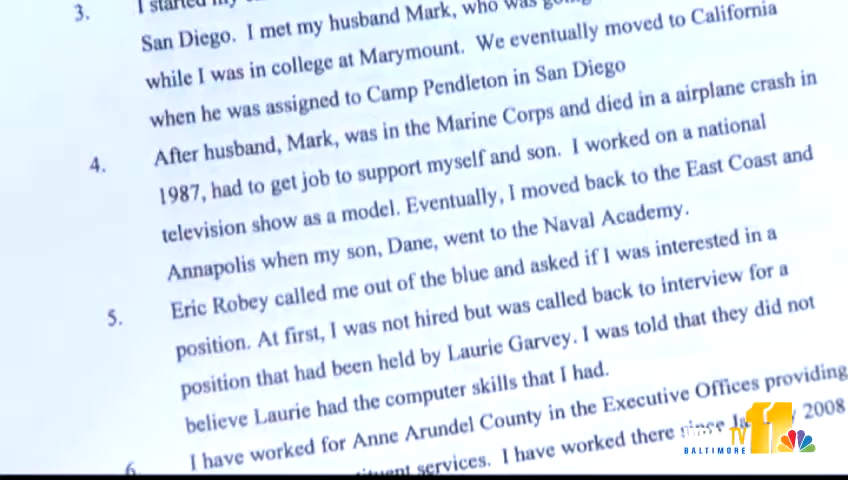 3. I started my
San Diego. I met my husband Mark, who was
while I was in college at Marymount. We eventually moved to California
when he was assigned to Camp Pendleton in San Diego
4. After husband, Mark, was in the Marine Corps and died in a airplane crash in
1987, had to get job to support myself and son. I worked on a national
television show as a model. Eventually, I moved back to the East Coast and
Annapolis when my son, Dane, went to the Naval Academy.
5. Eric Robey called me out of the blue and asked if I was interested in a
position. At first, I was not hired but was called back to interview for a
position that had been held by Laurie Garvey. I was told that they did not
believe Laurie had the computer skills that I had.
6. I have worked for Anne Arundel County in the Executive Offices providing
services. I have worked there since 2008
TV 11
BALTIMORE